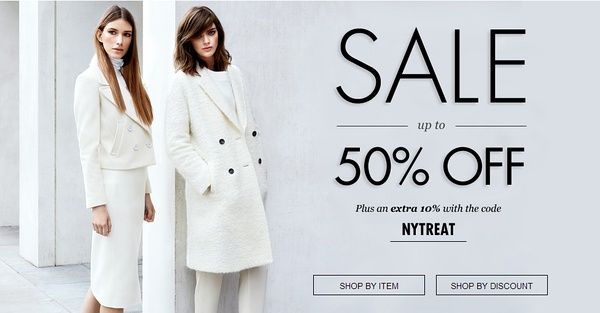 SALE
up to
50% OFF
Plus an extra 10% with the code
NYTREAT
SHOP BY ITEM
SHOP BY DISCOUNT